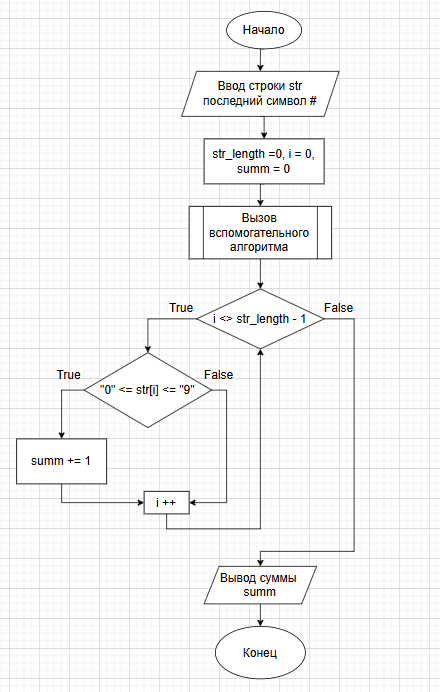 Начало
Ввод строки str
последний символ #
str_length =0, i = 0,
summ = 0
Вызов
вспомогательного
алгоритма
i <> str_length - 1
True
False
"0" <= str[i] <= "9"
True
False
summ += 1
i ++
Вывод суммы
summ
Конец